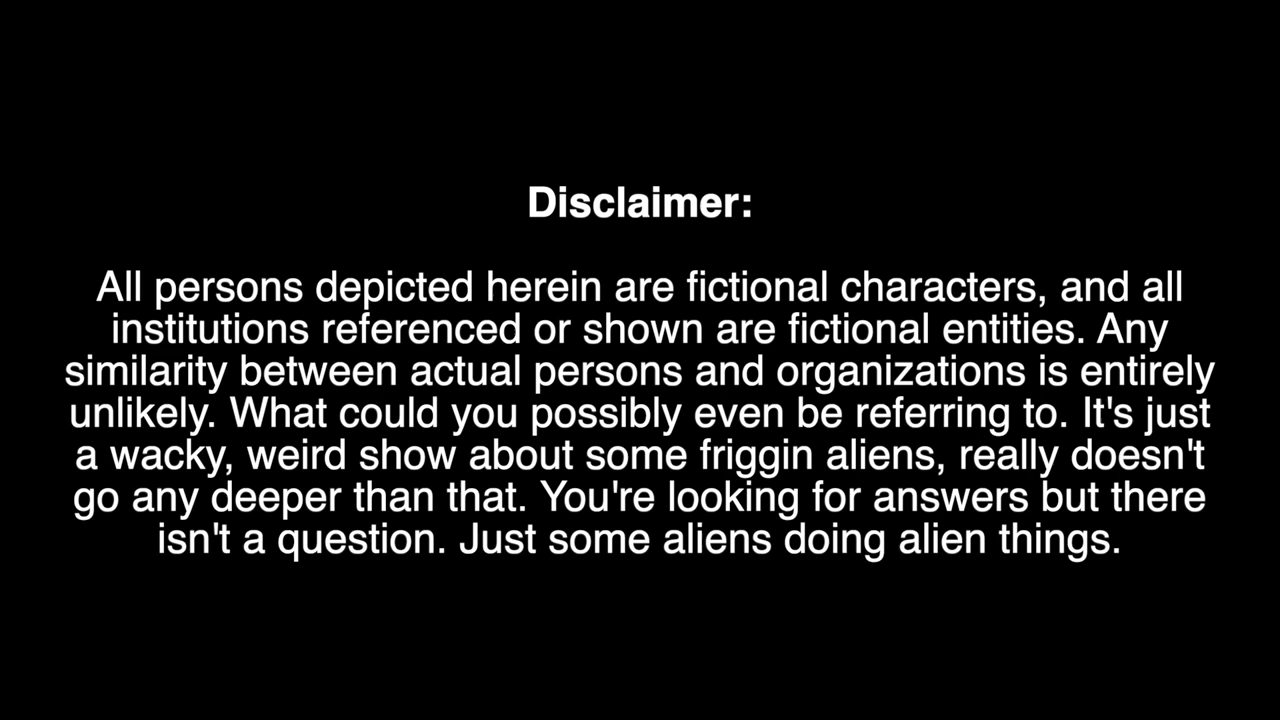 Disclaimer:
All persons depicted herein are fictional characters, and all
institutions referenced or shown are fictional entities. Any
similarity between actual persons and organizations is entirely
unlikely. What could you possibly even be referring to. It's just
a wacky, weird show about some friggin aliens, really doesn't
go any deeper than that. You're looking for answers but there
isn't a question. Just some aliens doing alien things.